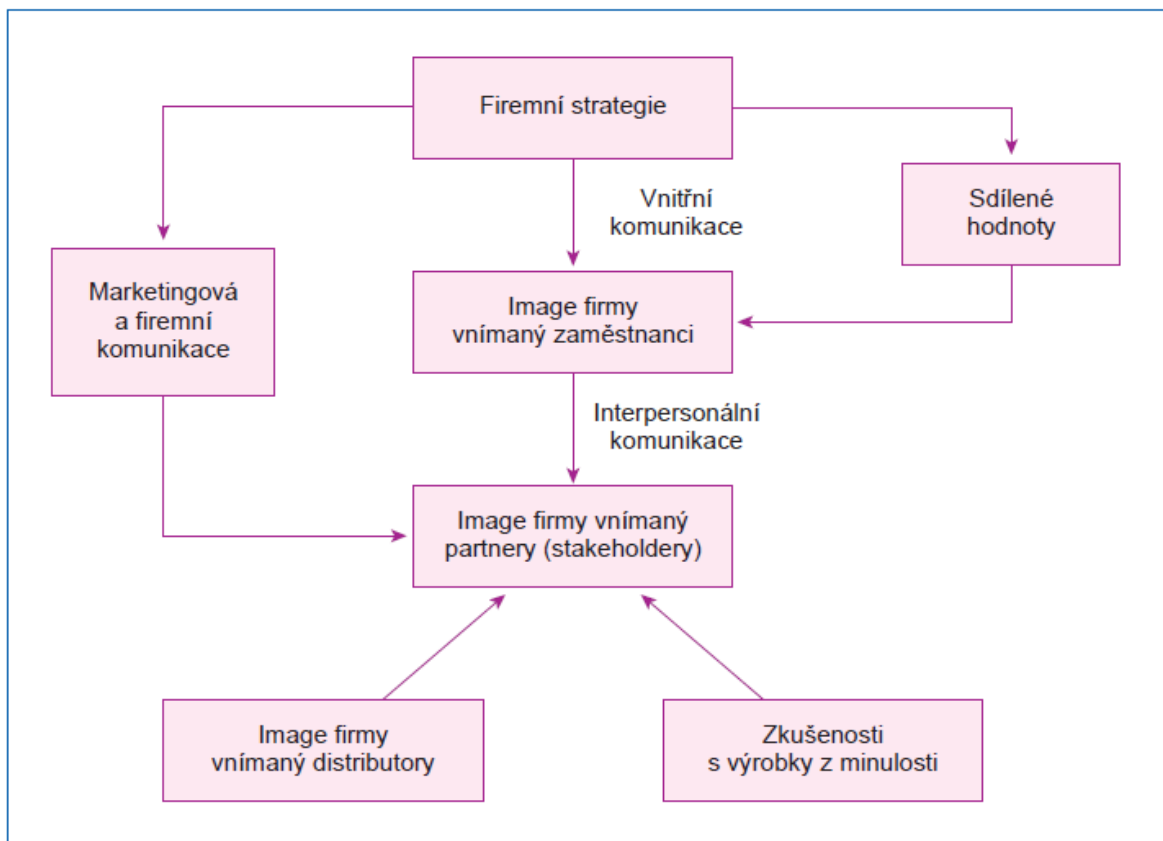 Firemní strategie
Vnitřní
komunikace
Sdílené
hodnoty
Marketingová
a firemní
komunikace
Image firmy
vnímaný zaměstnanci
Interpersonální
komunikace
Image firmy vnímaný
partnery (stakeholdery)
Image firmy
vnímaný distributory
Zkušenosti
s výrobky z minulosti